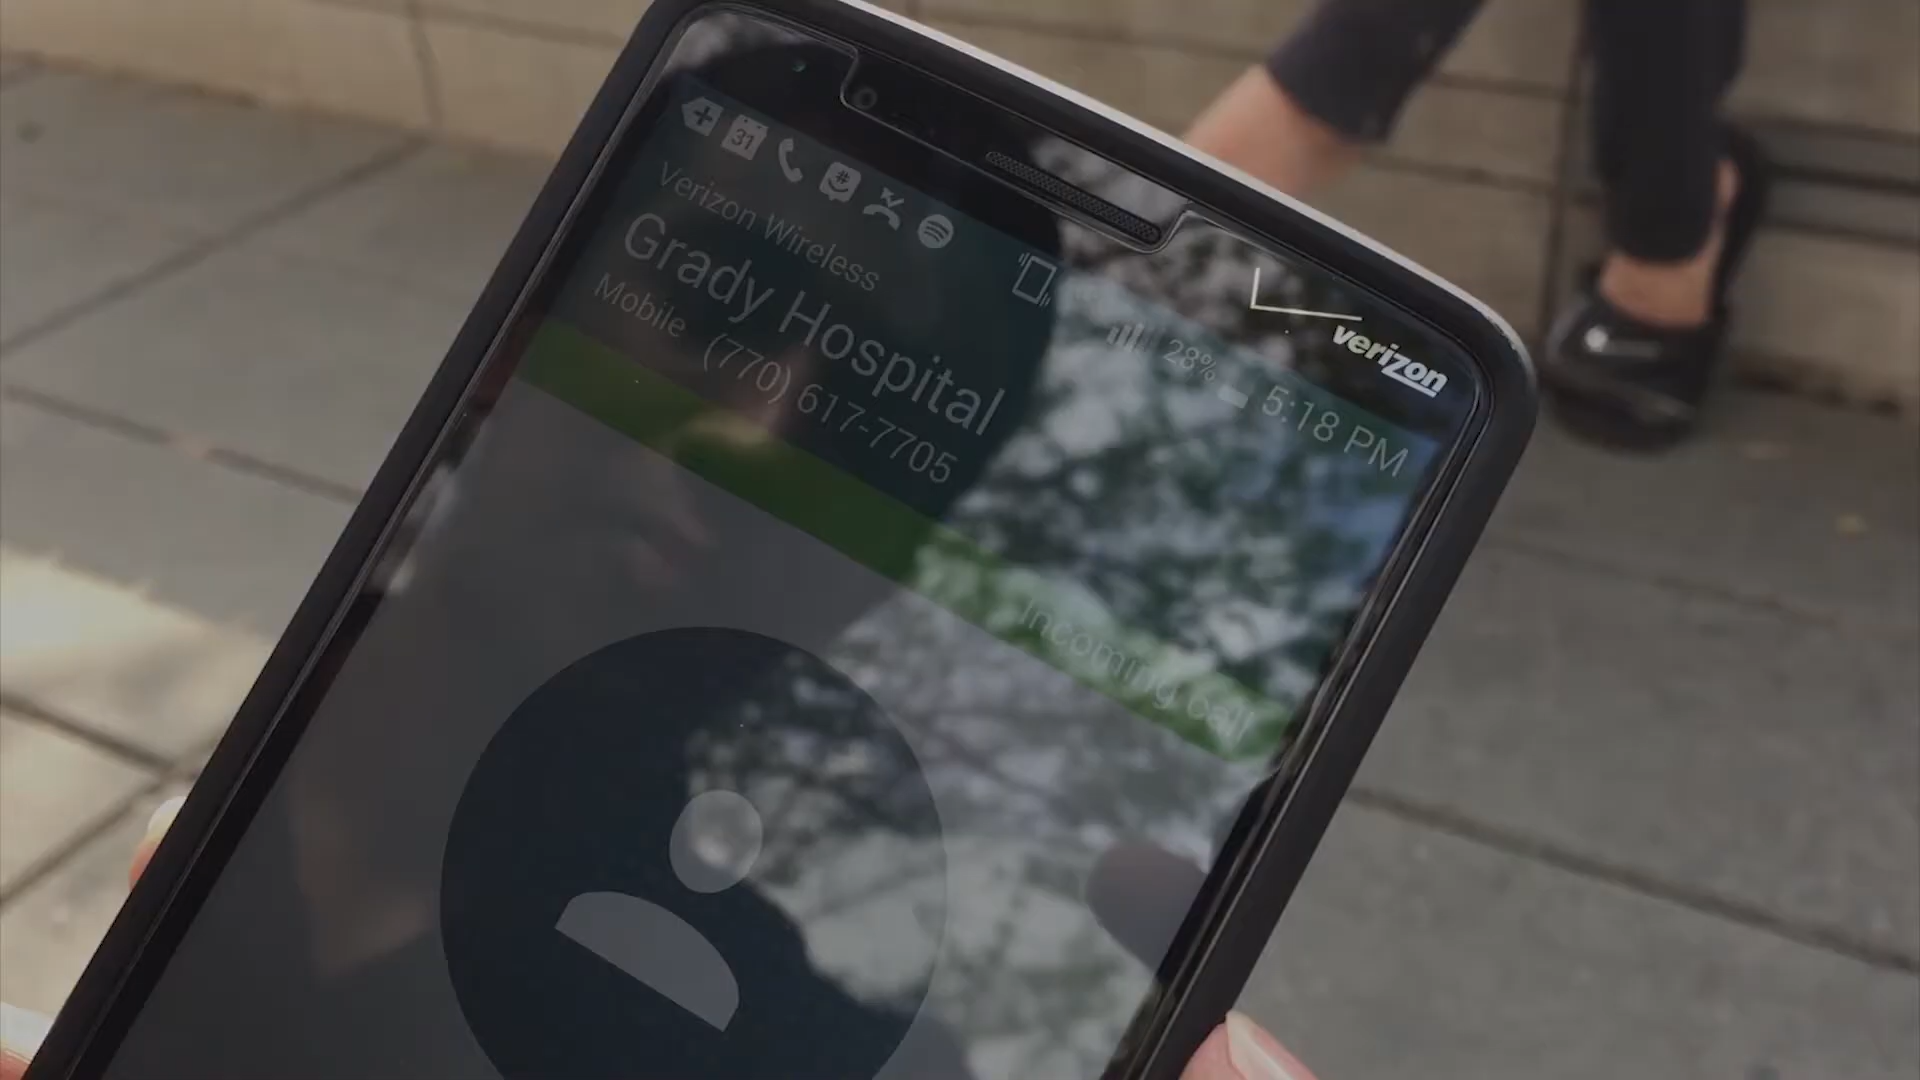 31
Verizon Wireless
28% 5:18 PM
verizon
Grady Hospital
Mobile (770) 617-7705
Incoming call